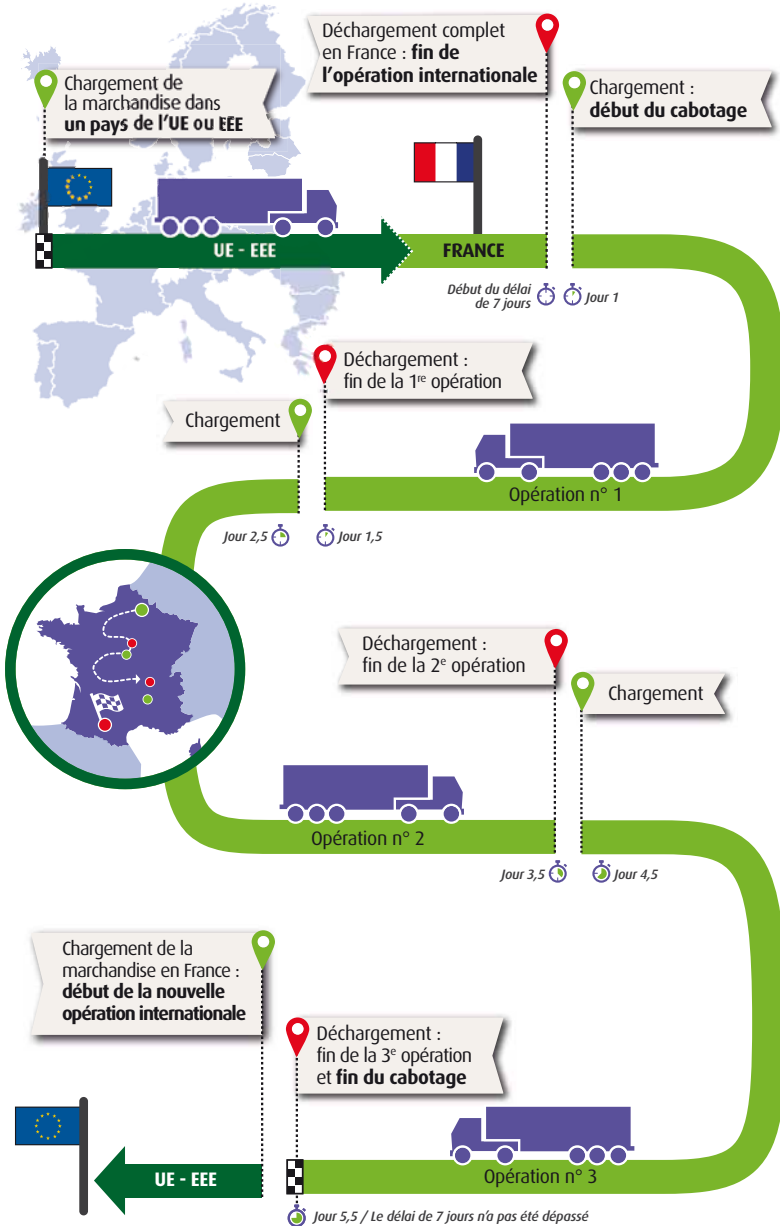 Chargement de
la marchandise dans
un pays de l'UE ou EEE
Déchargement complet
en France : fin de
l'opération internationale
Chargement :
début du cabotage
UE - EEE
FRANCE
Début du délai
de 7 jours
Jour 1
Déchargement :
fin de la 1re opération
Chargement
Opération n° 1
Jour 2,5
Jour 1,5
Déchargement :
fin de la 2e opération
Chargement
Opération n° 2
Jour 3,5
Jour 4,5
Chargement de la
marchandise en France :
début de la nouvelle
opération internationale
Déchargement :
fin de la 3e opération
et fin du cabotage
UE - EEE
Opération n° 3
Jour 5,5 / Le délai de 7 jours n'a pas été dépassé